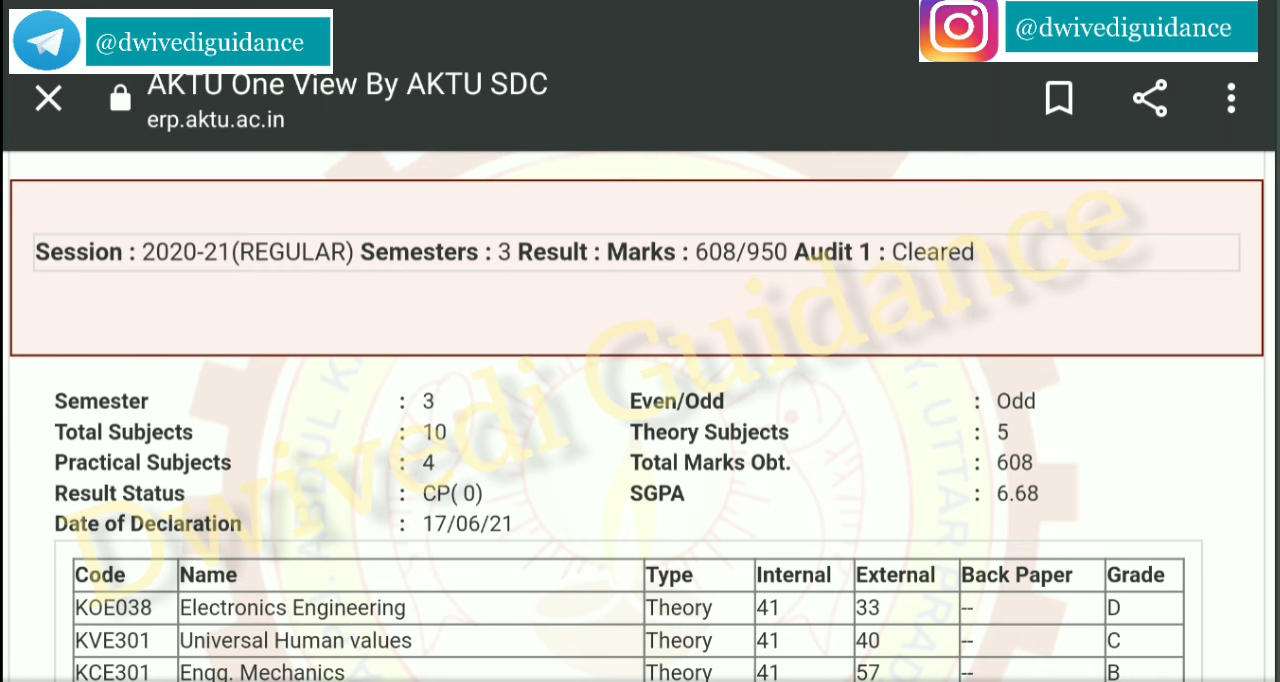 @dwivediguidance
@dwivediguidance
AKTU One View By AKTU SDC
erp.aktu.ac.in
Session : 2020-21(REGULAR) Semesters : 3 Result : Marks : 608/950 Audit 1 : Cleared
Dwivedi Guidance
Semester : 3 Even/Odd : Odd
Total Subjects : 10 Theory Subjects : 5
Practical Subjects : 4 Total Marks Obt. : 608
Result Status : CP( 0) SGPA : 6.68
Date of Declaration : 17/06/21
Code Name Type Internal External Back Paper Grade
KOE038 Electronics Engineering Theory 41 33 -- D
KVE301 Universal Human values Theory 41 40 -- C
KCE301 Engg. Mechanics Theory 41 57 -- B